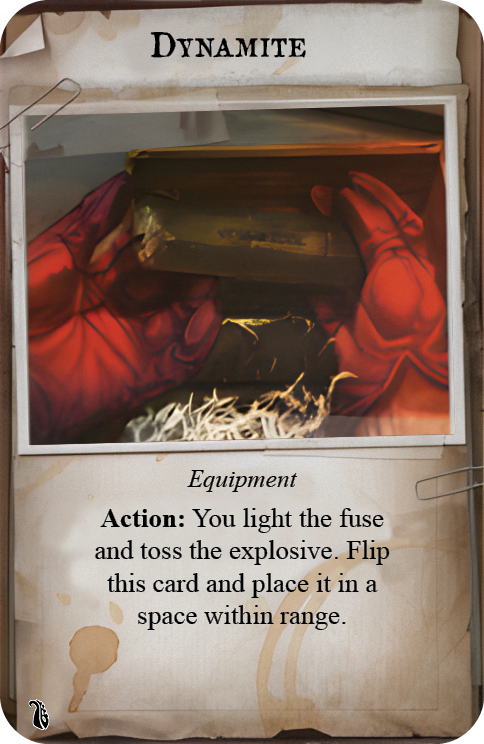 Dynamite
Equipment
Action: You light the fuse
and toss the explosive. Flip
this card and place it in a
space within range.